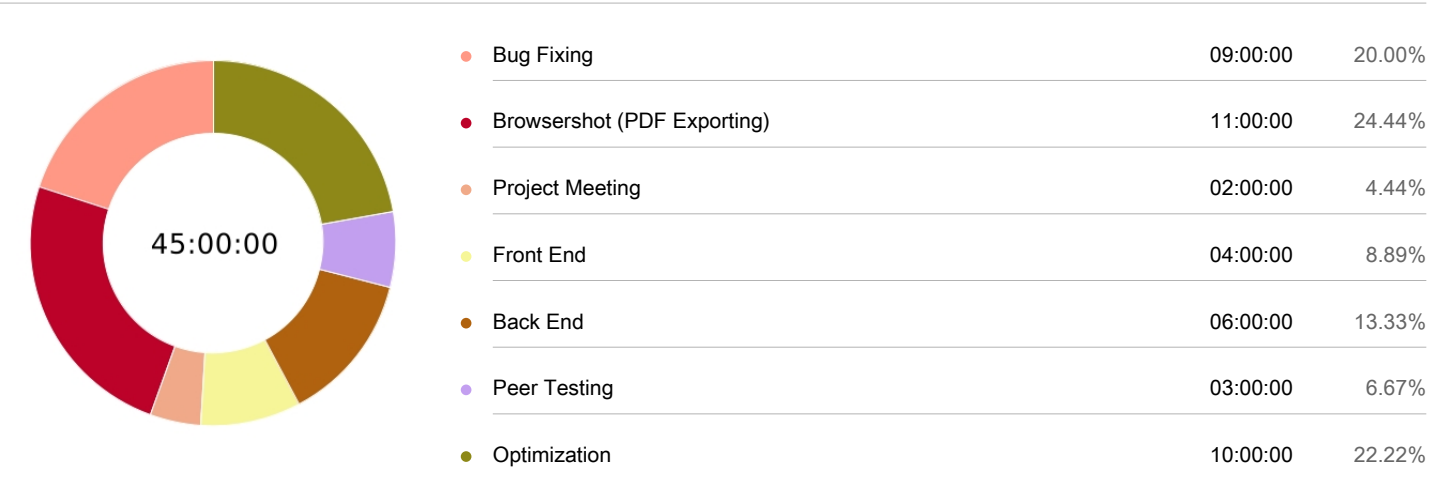 45:00:00
Bug Fixing 09:00:00 20.00%
Browsershot (PDF Exporting) 11:00:00 24.44%
Project Meeting 02:00:00 4.44%
Front End 04:00:00 8.89%
Back End 06:00:00 13.33%
Peer Testing 03:00:00 6.67%
Optimization 10:00:00 22.22%